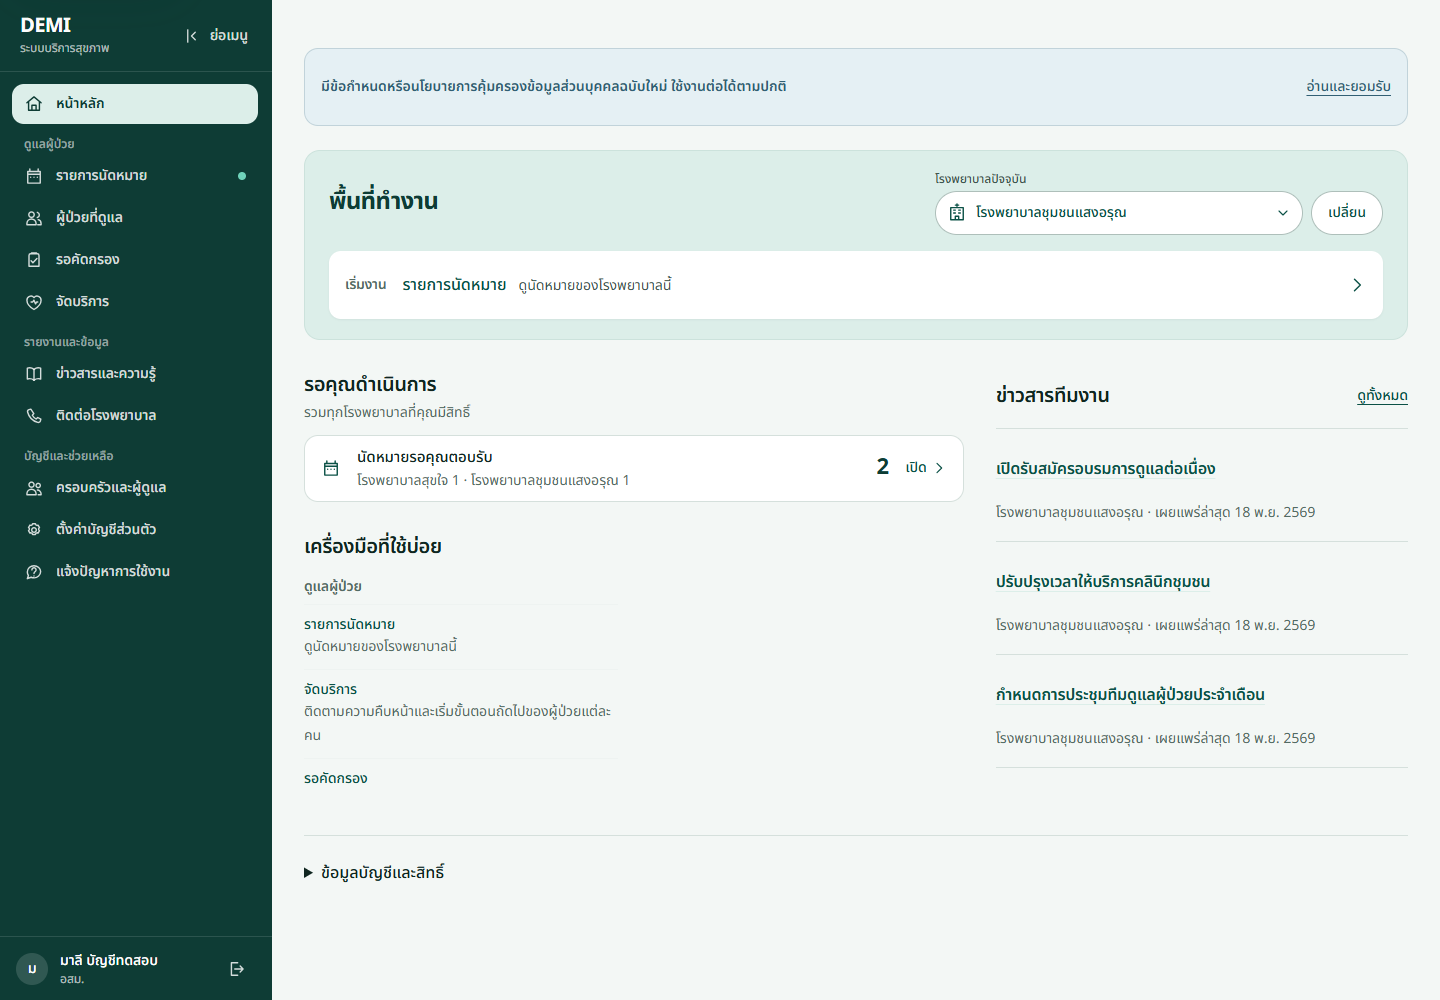 DEMI
ระบบบริการสุขภาพ
ย่อเมนู
หน้าหลัก
ดูแลผู้ป่วย
รายการนัดหมาย
ผู้ป่วยที่ดูแล
รอคัดกรอง
จัดบริการ
รายงานและข้อมูล
ข่าวสารและความรู้
ติดต่อโรงพยาบาล
บัญชีและช่วยเหลือ
ครอบครัวและผู้ดูแล
ตั้งค่าบัญชีส่วนตัว
แจ้งปัญหาการใช้งาน
ม
มาลี บัญชีทดสอบ
อสม.
มีข้อกำหนดหรือนโยบายการคุ้มครองข้อมูลส่วนบุคคลฉบับใหม่ ใช้งานต่อได้ตามปกติ
อ่านและยอมรับ
พื้นที่ทำงาน
โรงพยาบาลปัจจุบัน
โรงพยาบาลชุมชนแสงอรุณ
เปลี่ยน
เริ่มงาน รายการนัดหมาย ดูนัดหมายของโรงพยาบาลนี้
รอคุณดำเนินการ
รวมทุกโรงพยาบาลที่คุณมีสิทธิ์
นัดหมายรอคุณตอบรับ
โรงพยาบาลสุขใจ 1 · โรงพยาบาลชุมชนแสงอรุณ 1
2 เปิด
เครื่องมือที่ใช้บ่อย
ดูแลผู้ป่วย
รายการนัดหมาย
ดูนัดหมายของโรงพยาบาลนี้
จัดบริการ
ติดตามความคืบหน้าและเริ่มขั้นตอนถัดไปของผู้ป่วยแต่ละ
คน
รอคัดกรอง
ข่าวสารทีมงาน
ดูทั้งหมด
เปิดรับสมัครอบรมการดูแลต่อเนื่อง
โรงพยาบาลชุมชนแสงอรุณ · เผยแพร่ล่าสุด 18 พ.ย. 2569
ปรับปรุงเวลาให้บริการคลินิกชุมชน
โรงพยาบาลชุมชนแสงอรุณ · เผยแพร่ล่าสุด 18 พ.ย. 2569
กำหนดการประชุมทีมดูแลผู้ป่วยประจำเดือน
โรงพยาบาลชุมชนแสงอรุณ · เผยแพร่ล่าสุด 18 พ.ย. 2569
ข้อมูลบัญชีและสิทธิ์